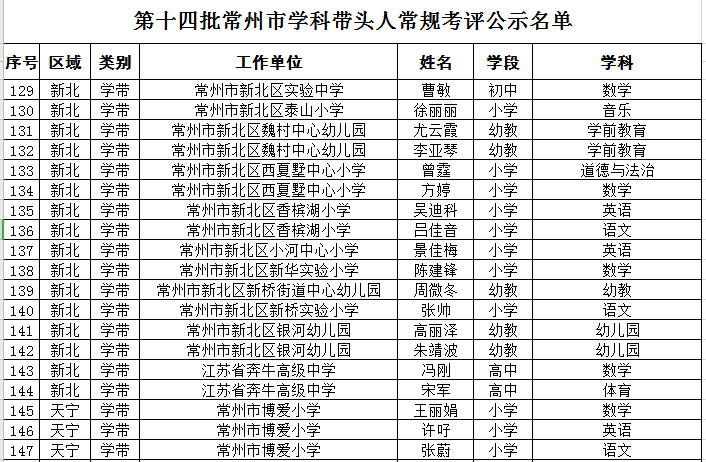 第十四批常州市学科带头人常规考评公示名单
序号 区域 类别 工作单位 姓名 学段 学科
129 新北 学带 常州市新北区实验中学 曹敏 初中 数学
130 新北 学带 常州市新北区泰山小学 徐丽丽 小学 音乐
131 新北 学带 常州市新北区魏村中心幼儿园 尤云霞 幼教 学前教育
132 新北 学带 常州市新北区魏村中心幼儿园 李亚琴 幼教 学前教育
133 新北 学带 常州市新北区西夏墅中心小学 曾霆 小学 道德与法治
134 新北 学带 常州市新北区西夏墅中心小学 方婷 小学 数学
135 新北 学带 常州市新北区香槟湖小学 吴迪科 小学 英语
136 新北 学带 常州市新北区香槟湖小学 吕佳音 小学 语文
137 新北 学带 常州市新北区小河中心小学 景佳梅 小学 英语
138 新北 学带 常州市新北区新华实验小学 陈建锋 小学 数学
139 新北 学带 常州市新北区新桥街道中心幼儿园 周微冬 幼教 幼教
140 新北 学带 常州市新北区新桥实验小学 张帅 小学 语文
141 新北 学带 常州市新北区银河幼儿园 高丽泽 幼教 幼儿园
142 新北 学带 常州市新北区银河幼儿园 朱靖波 幼教 幼儿园
143 新北 学带 江苏省奔牛高级中学 冯刚 高中 数学
144 新北 学带 江苏省奔牛高级中学 宋军 高中 体育
145 天宁 学带 常州市博爱小学 王丽娟 小学 数学
146 天宁 学带 常州市博爱小学 许吁 小学 英语
147 天宁 学带 常州市博爱小学 张蔚 小学 语文